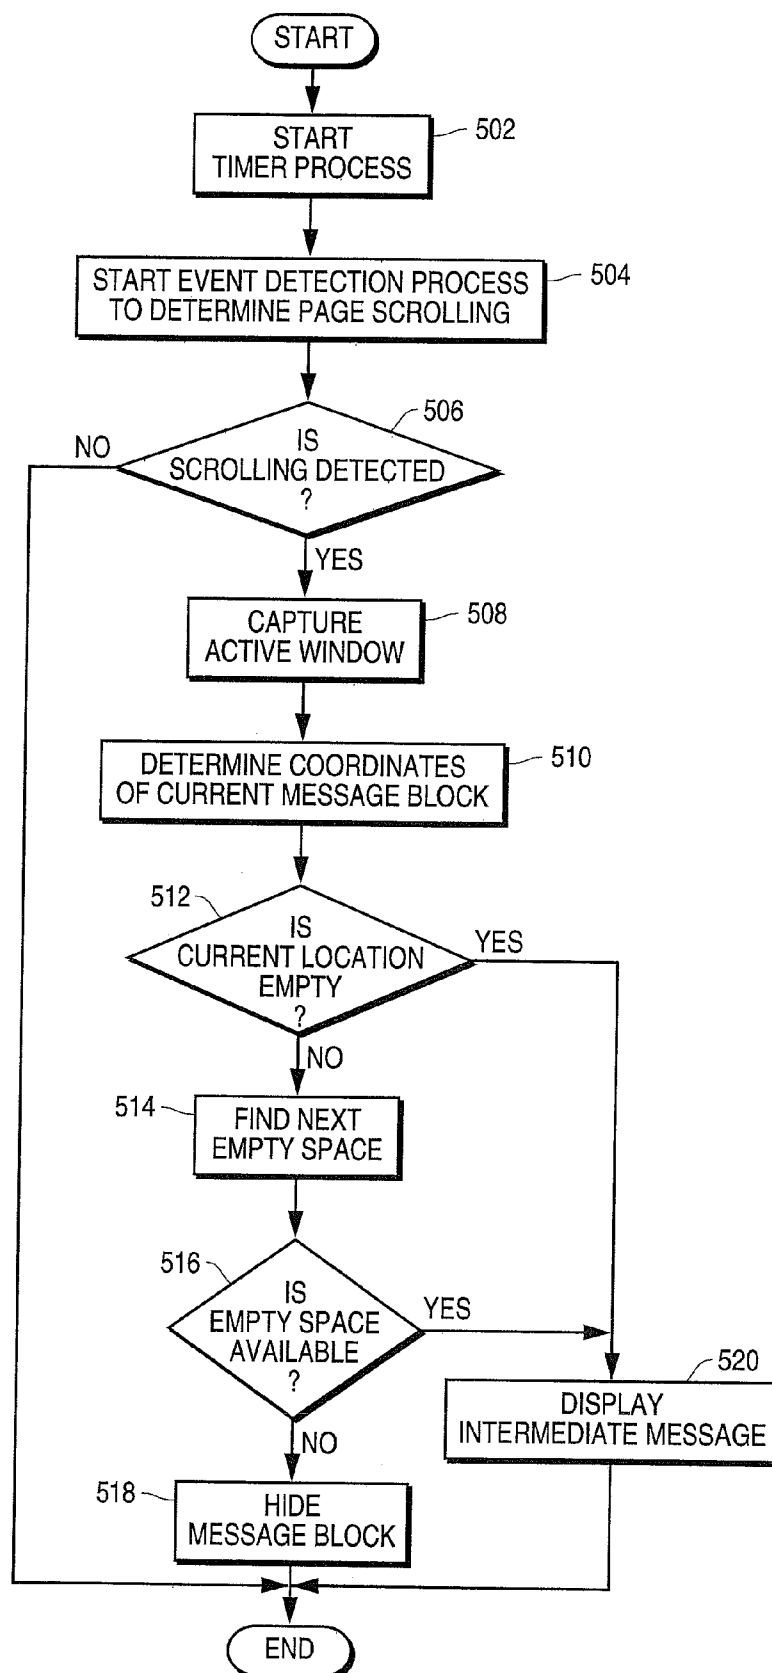 START
502
START
TIMER PROCESS
504
START EVENT DETECTION PROCESS
TO DETERMINE PAGE SCROLLING
506
NO
IS
SCROLLING DETECTED
?
YES
508
CAPTURE
ACTIVE WINDOW
510
DETERMINE COORDINATES
OF CURRENT MESSAGE BLOCK
512
IS
CURRENT LOCATION
EMPTY
?
YES
NO
514
FIND NEXT
EMPTY SPACE
516
IS
EMPTY SPACE
AVAILABLE
?
YES
520
DISPLAY
INTERMEDIATE MESSAGE
NO
518
HIDE
MESSAGE BLOCK
END